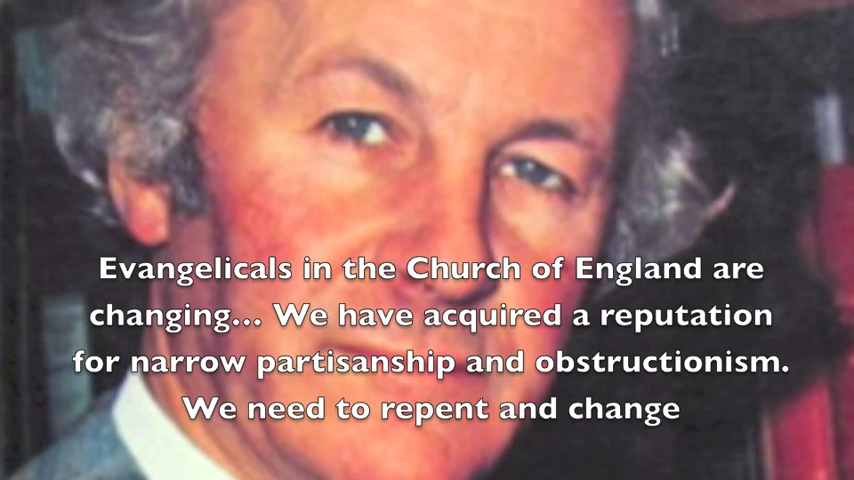 Evangelicals in the Church of England are
changing... We have acquired a reputation
for narrow partisanship and obstructionism.
We need to repent and change